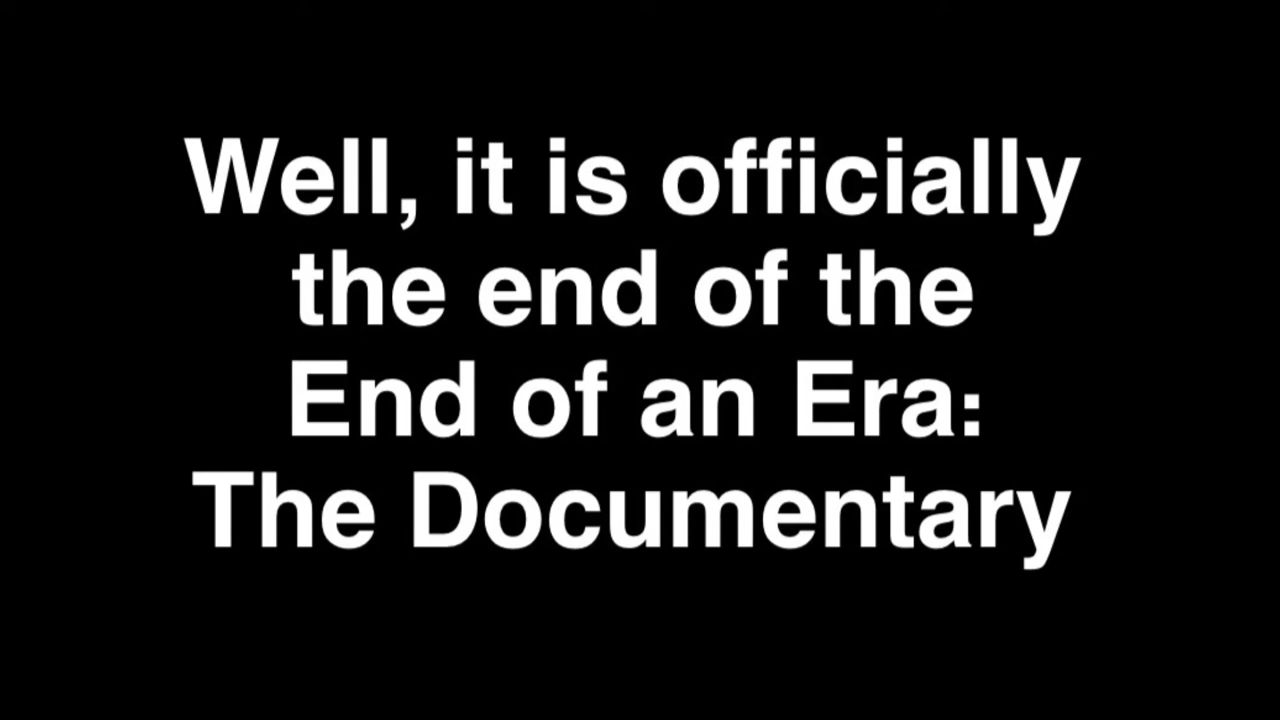 Well, it is officially
the end of the
End of an Era:
The Documentary